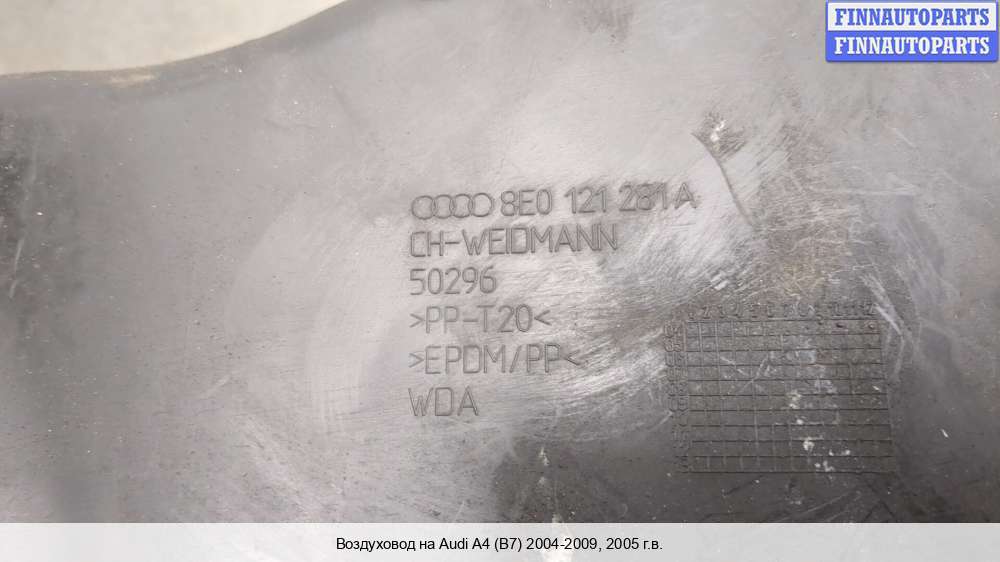 FINNAUTOPARTS
FINNAUTOPARTS
8E0 121 281A
CH-WEIDMANN
50296
>PP-T20<
>EPDM/PP<
WDA
Воздуховод на Audi A4 (B7) 2004-2009, 2005 г.в.